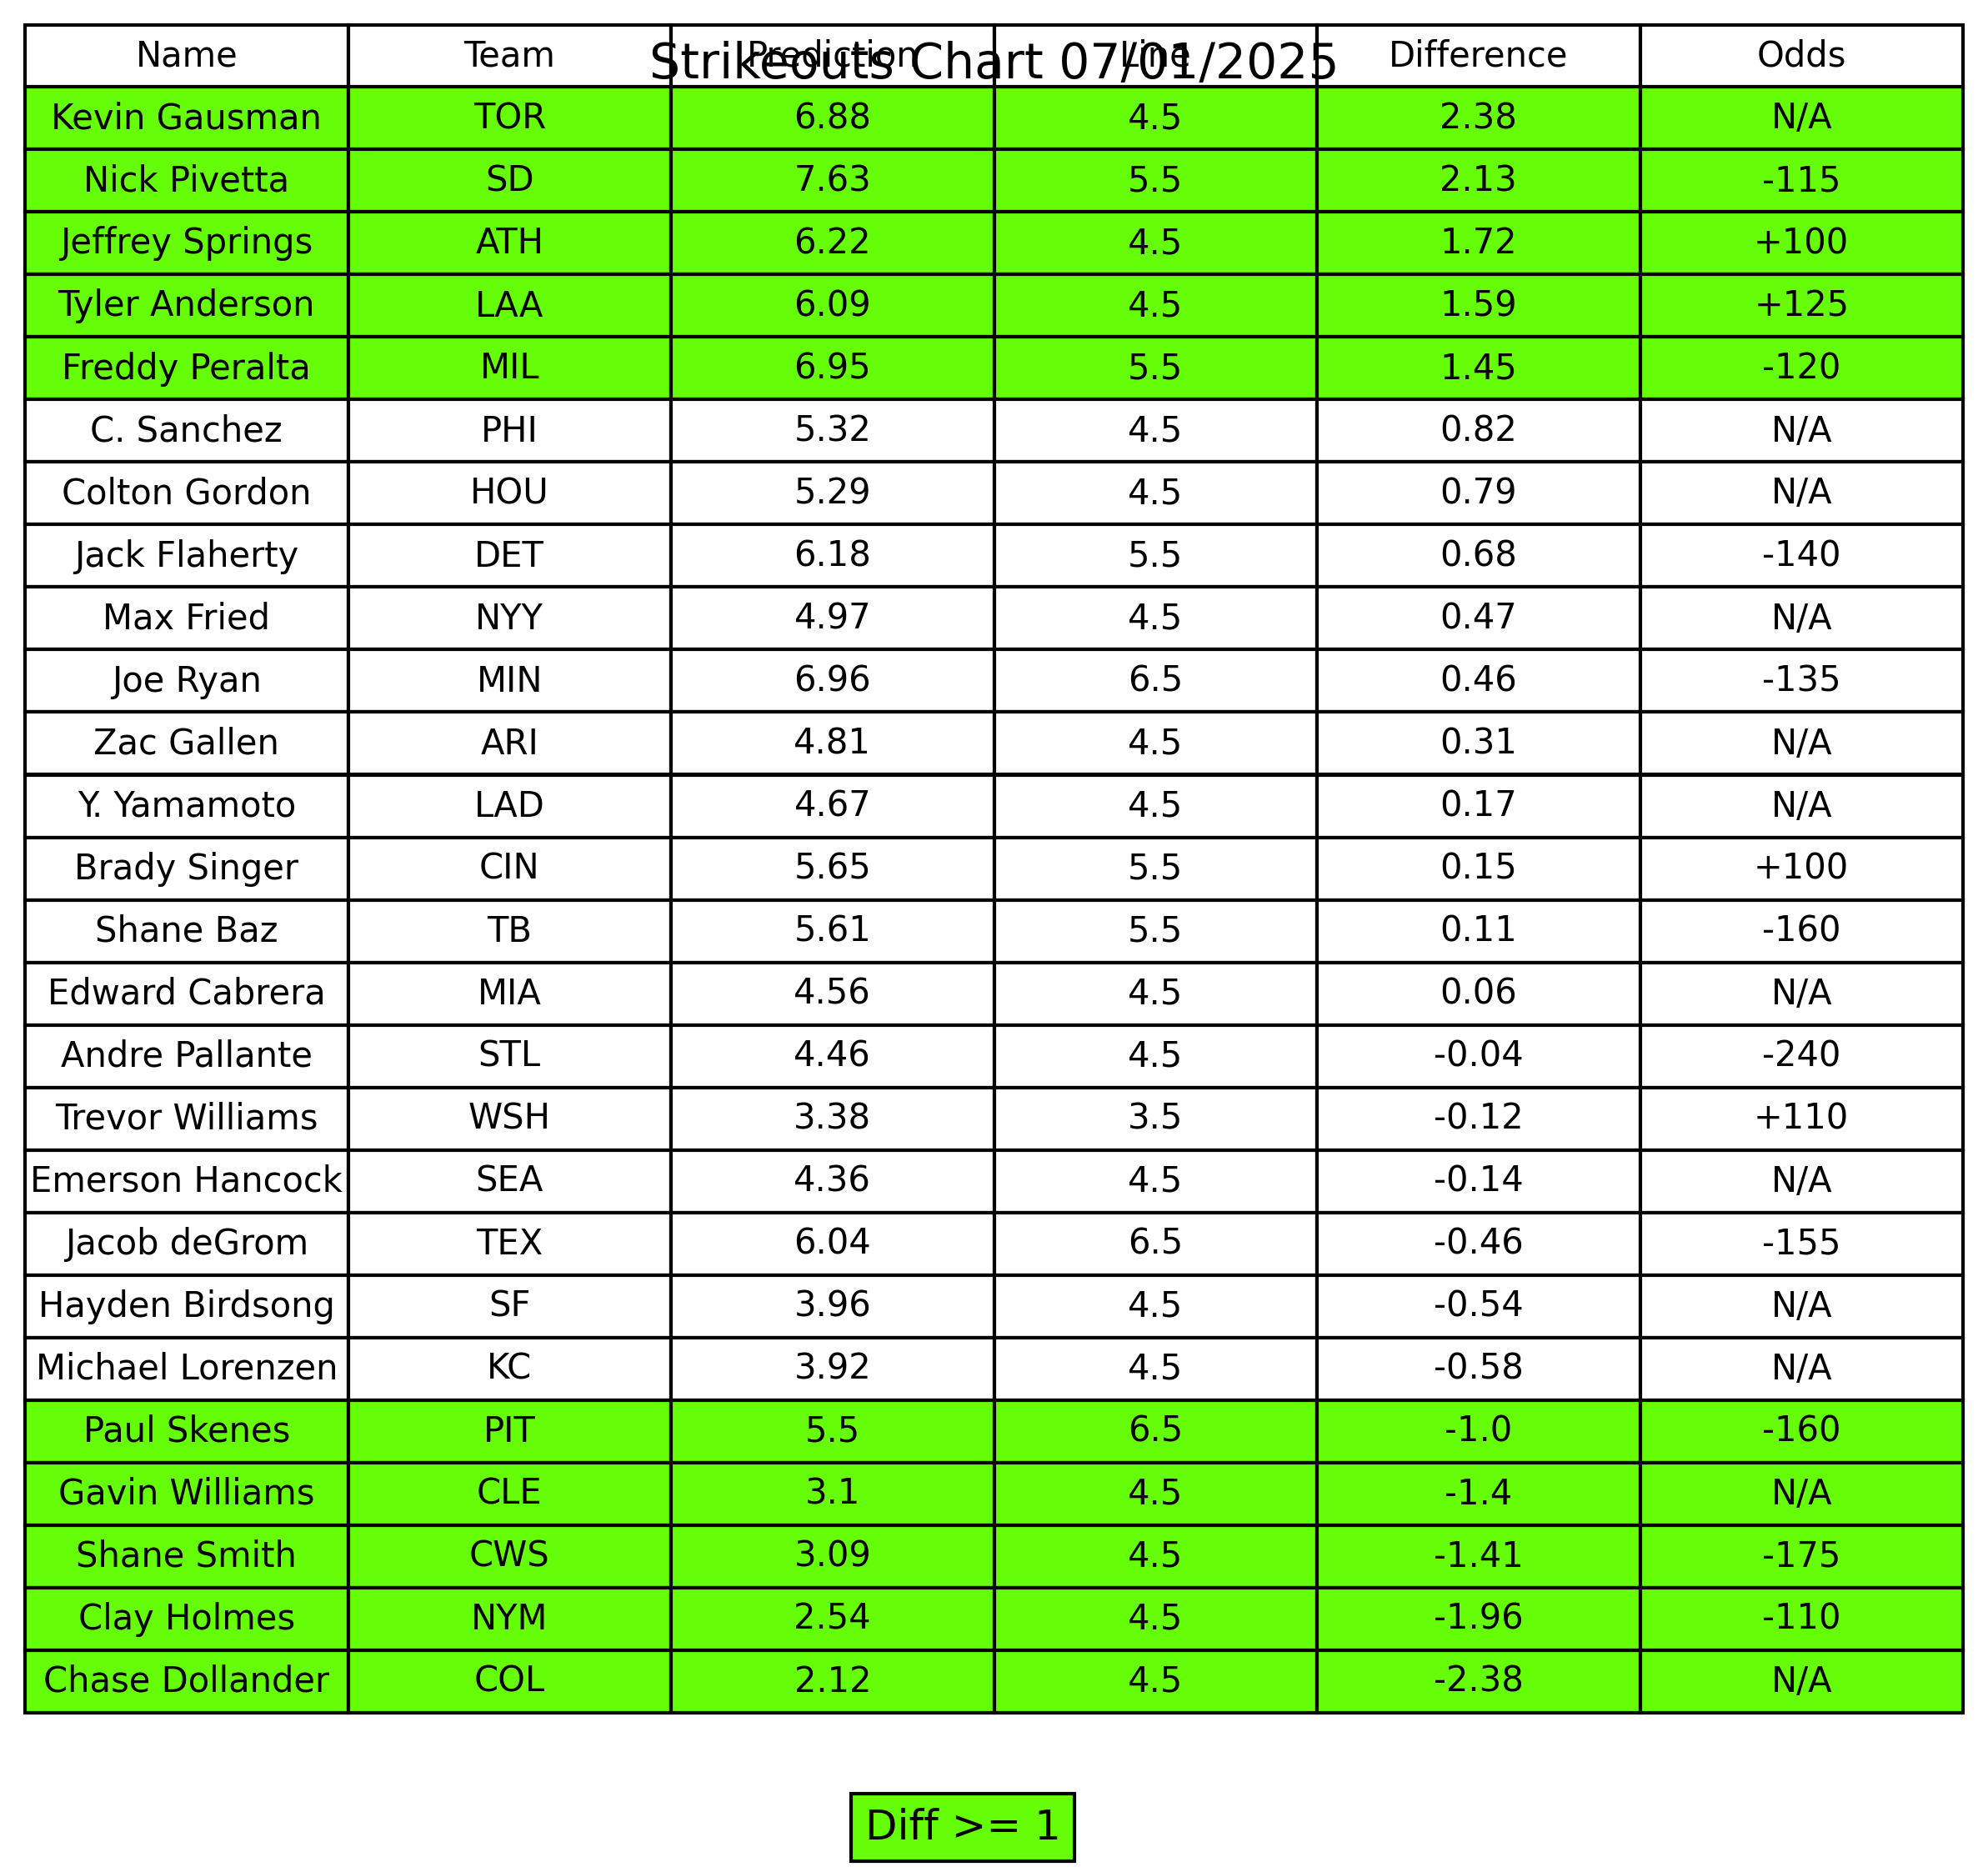 Strikeouts Chart 07/01/2025
Name Team Prediction Line Difference Odds
Kevin Gausman TOR 6.88 4.5 2.38 N/A
Nick Pivetta SD 7.63 5.5 2.13 -115
Jeffrey Springs ATH 6.22 4.5 1.72 +100
Tyler Anderson LAA 6.09 4.5 1.59 +125
Freddy Peralta MIL 6.95 5.5 1.45 -120
C. Sanchez PHI 5.32 4.5 0.82 N/A
Colton Gordon HOU 5.29 4.5 0.79 N/A
Jack Flaherty DET 6.18 5.5 0.68 -140
Max Fried NYY 4.97 4.5 0.47 N/A
Joe Ryan MIN 6.96 6.5 0.46 -135
Zac Gallen ARI 4.81 4.5 0.31 N/A
Y. Yamamoto LAD 4.67 4.5 0.17 N/A
Brady Singer CIN 5.65 5.5 0.15 +100
Shane Baz TB 5.61 5.5 0.11 -160
Edward Cabrera MIA 4.56 4.5 0.06 N/A
Andre Pallante STL 4.46 4.5 -0.04 -240
Trevor Williams WSH 3.38 3.5 -0.12 +110
Emerson Hancock SEA 4.36 4.5 -0.14 N/A
Jacob deGrom TEX 6.04 6.5 -0.46 -155
Hayden Birdsong SF 3.96 4.5 -0.54 N/A
Michael Lorenzen KC 3.92 4.5 -0.58 N/A
Paul Skenes PIT 5.5 6.5 -1.0 -160
Gavin Williams CLE 3.1 4.5 -1.4 N/A
Shane Smith CWS 3.09 4.5 -1.41 -175
Clay Holmes NYM 2.54 4.5 -1.96 -110
Chase Dollander COL 2.12 4.5 -2.38 N/A
Diff >= 1